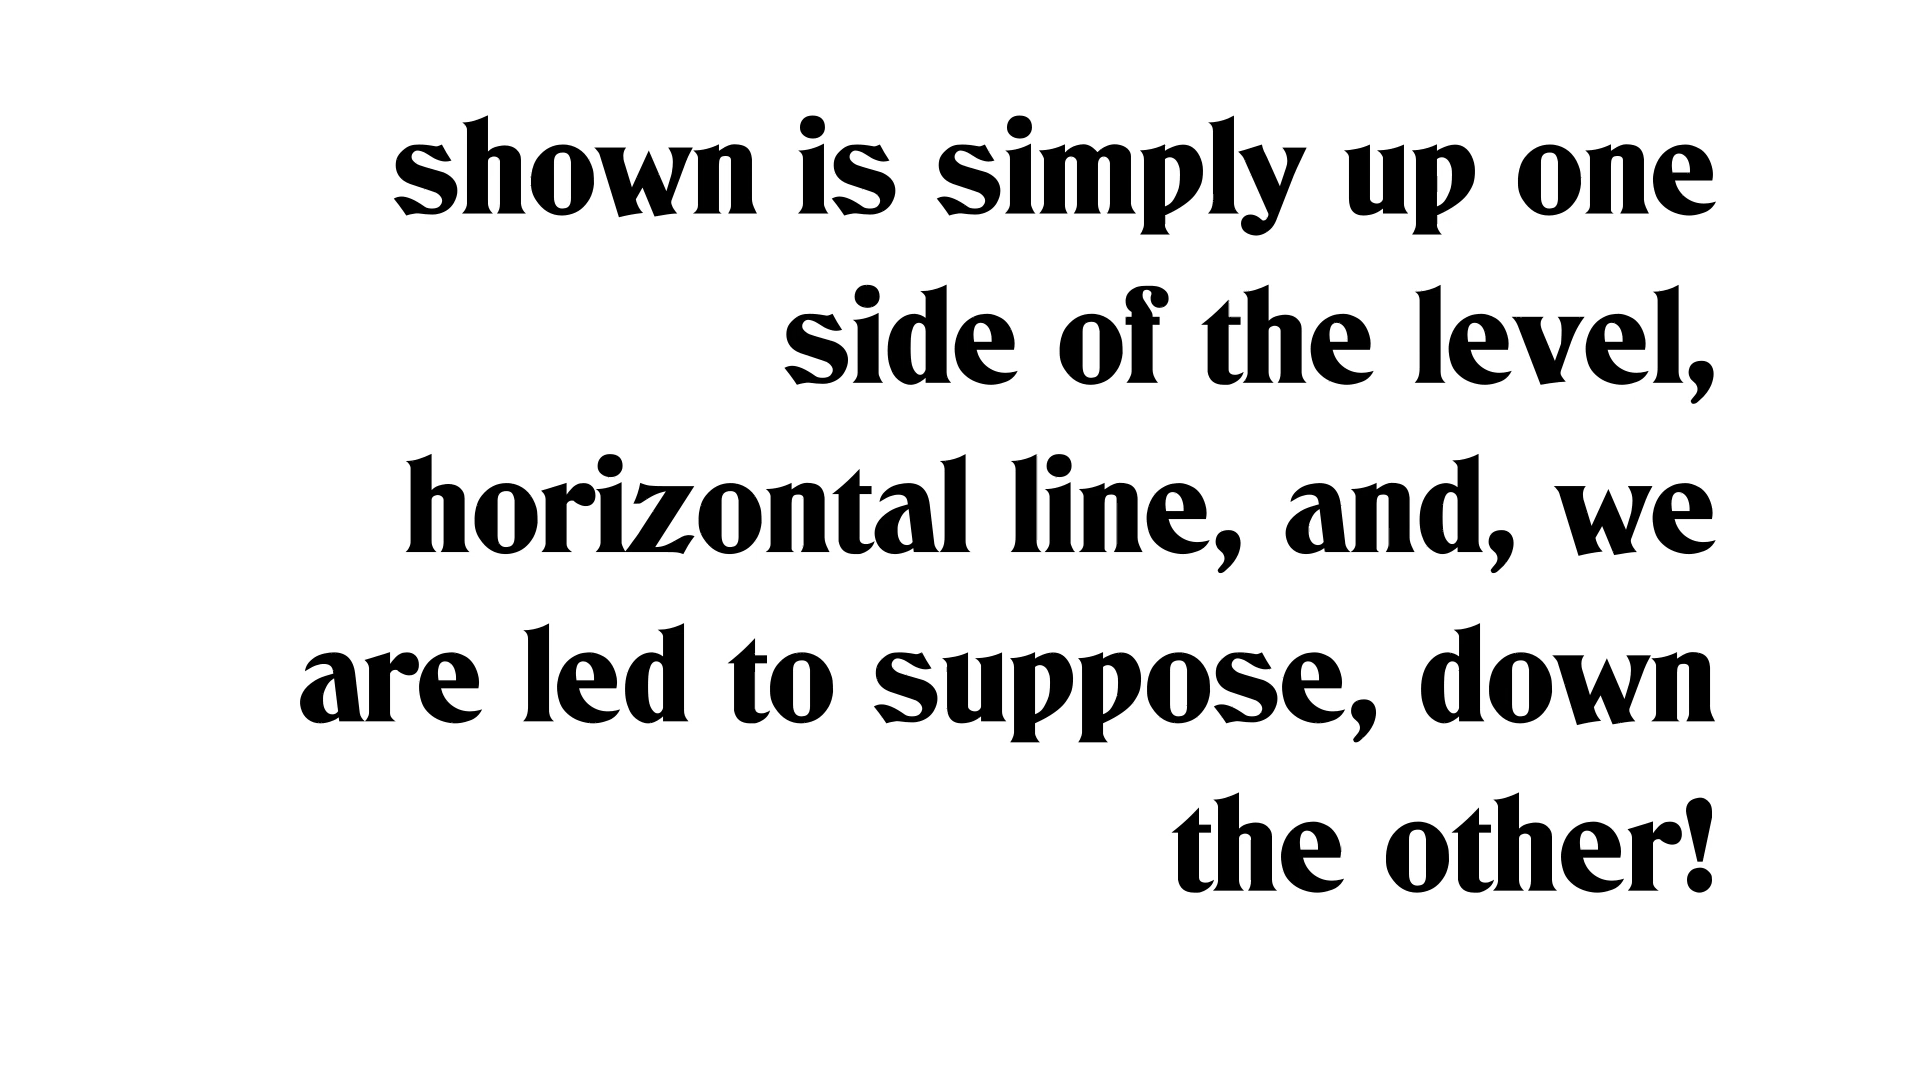 shown is simply up one
side of the level,
horizontal line, and, we
are led to suppose, down
the other!